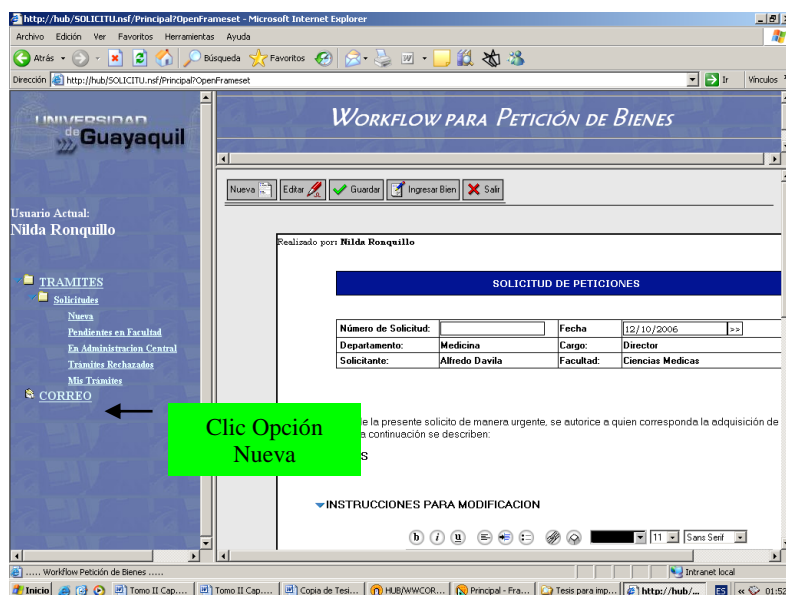 http://hub/SOLICITU.nsf/Principal?OpenFrameset - Microsoft Internet Explorer
Archivo Edición Ver Favoritos Herramientas Ayuda
Atrás Búsqueda Favoritos
Dirección http://hub/SOLICITU.nsf/Principal?OpenFrameset Ir Vínculos
UNIVERSIDAD
de Guayaquil
WORKFLOW PARA PETICIÓN DE BIENES
Usuario Actual:
Nilda Ronquillo
TRAMITES
Solicitudes
Nueva
Pendientes en Facultad
En Administracion Central
Trámites Rechazados
Mis Trámites
CORREO
Nueva Editar Guardar Ingresar Bien Salir
Realizado por: Nilda Ronquillo
SOLICITUD DE PETICIONES
Número de Solicitud: Fecha 12/10/2006 >>
Departamento: Medicina Cargo: Director
Solicitante: Alfredo Davila Facultad: Ciencias Medicas
Clic Opción
Nueva
de la presente solicito de manera urgente, se autorice a quien corresponda la adquisición de
a continuación se describen:
S
INSTRUCCIONES PARA MODIFICACION
b i u 11 Sans Serif
..... Workflow Petición de Bienes ..... Intranet local
Inicio Tomo II Cap.... Tomo II Cap.... Copia de Tesi... HUB/WWCOR... Principal - Fra... Tesis para imp... http://hub/... ES « 01:52